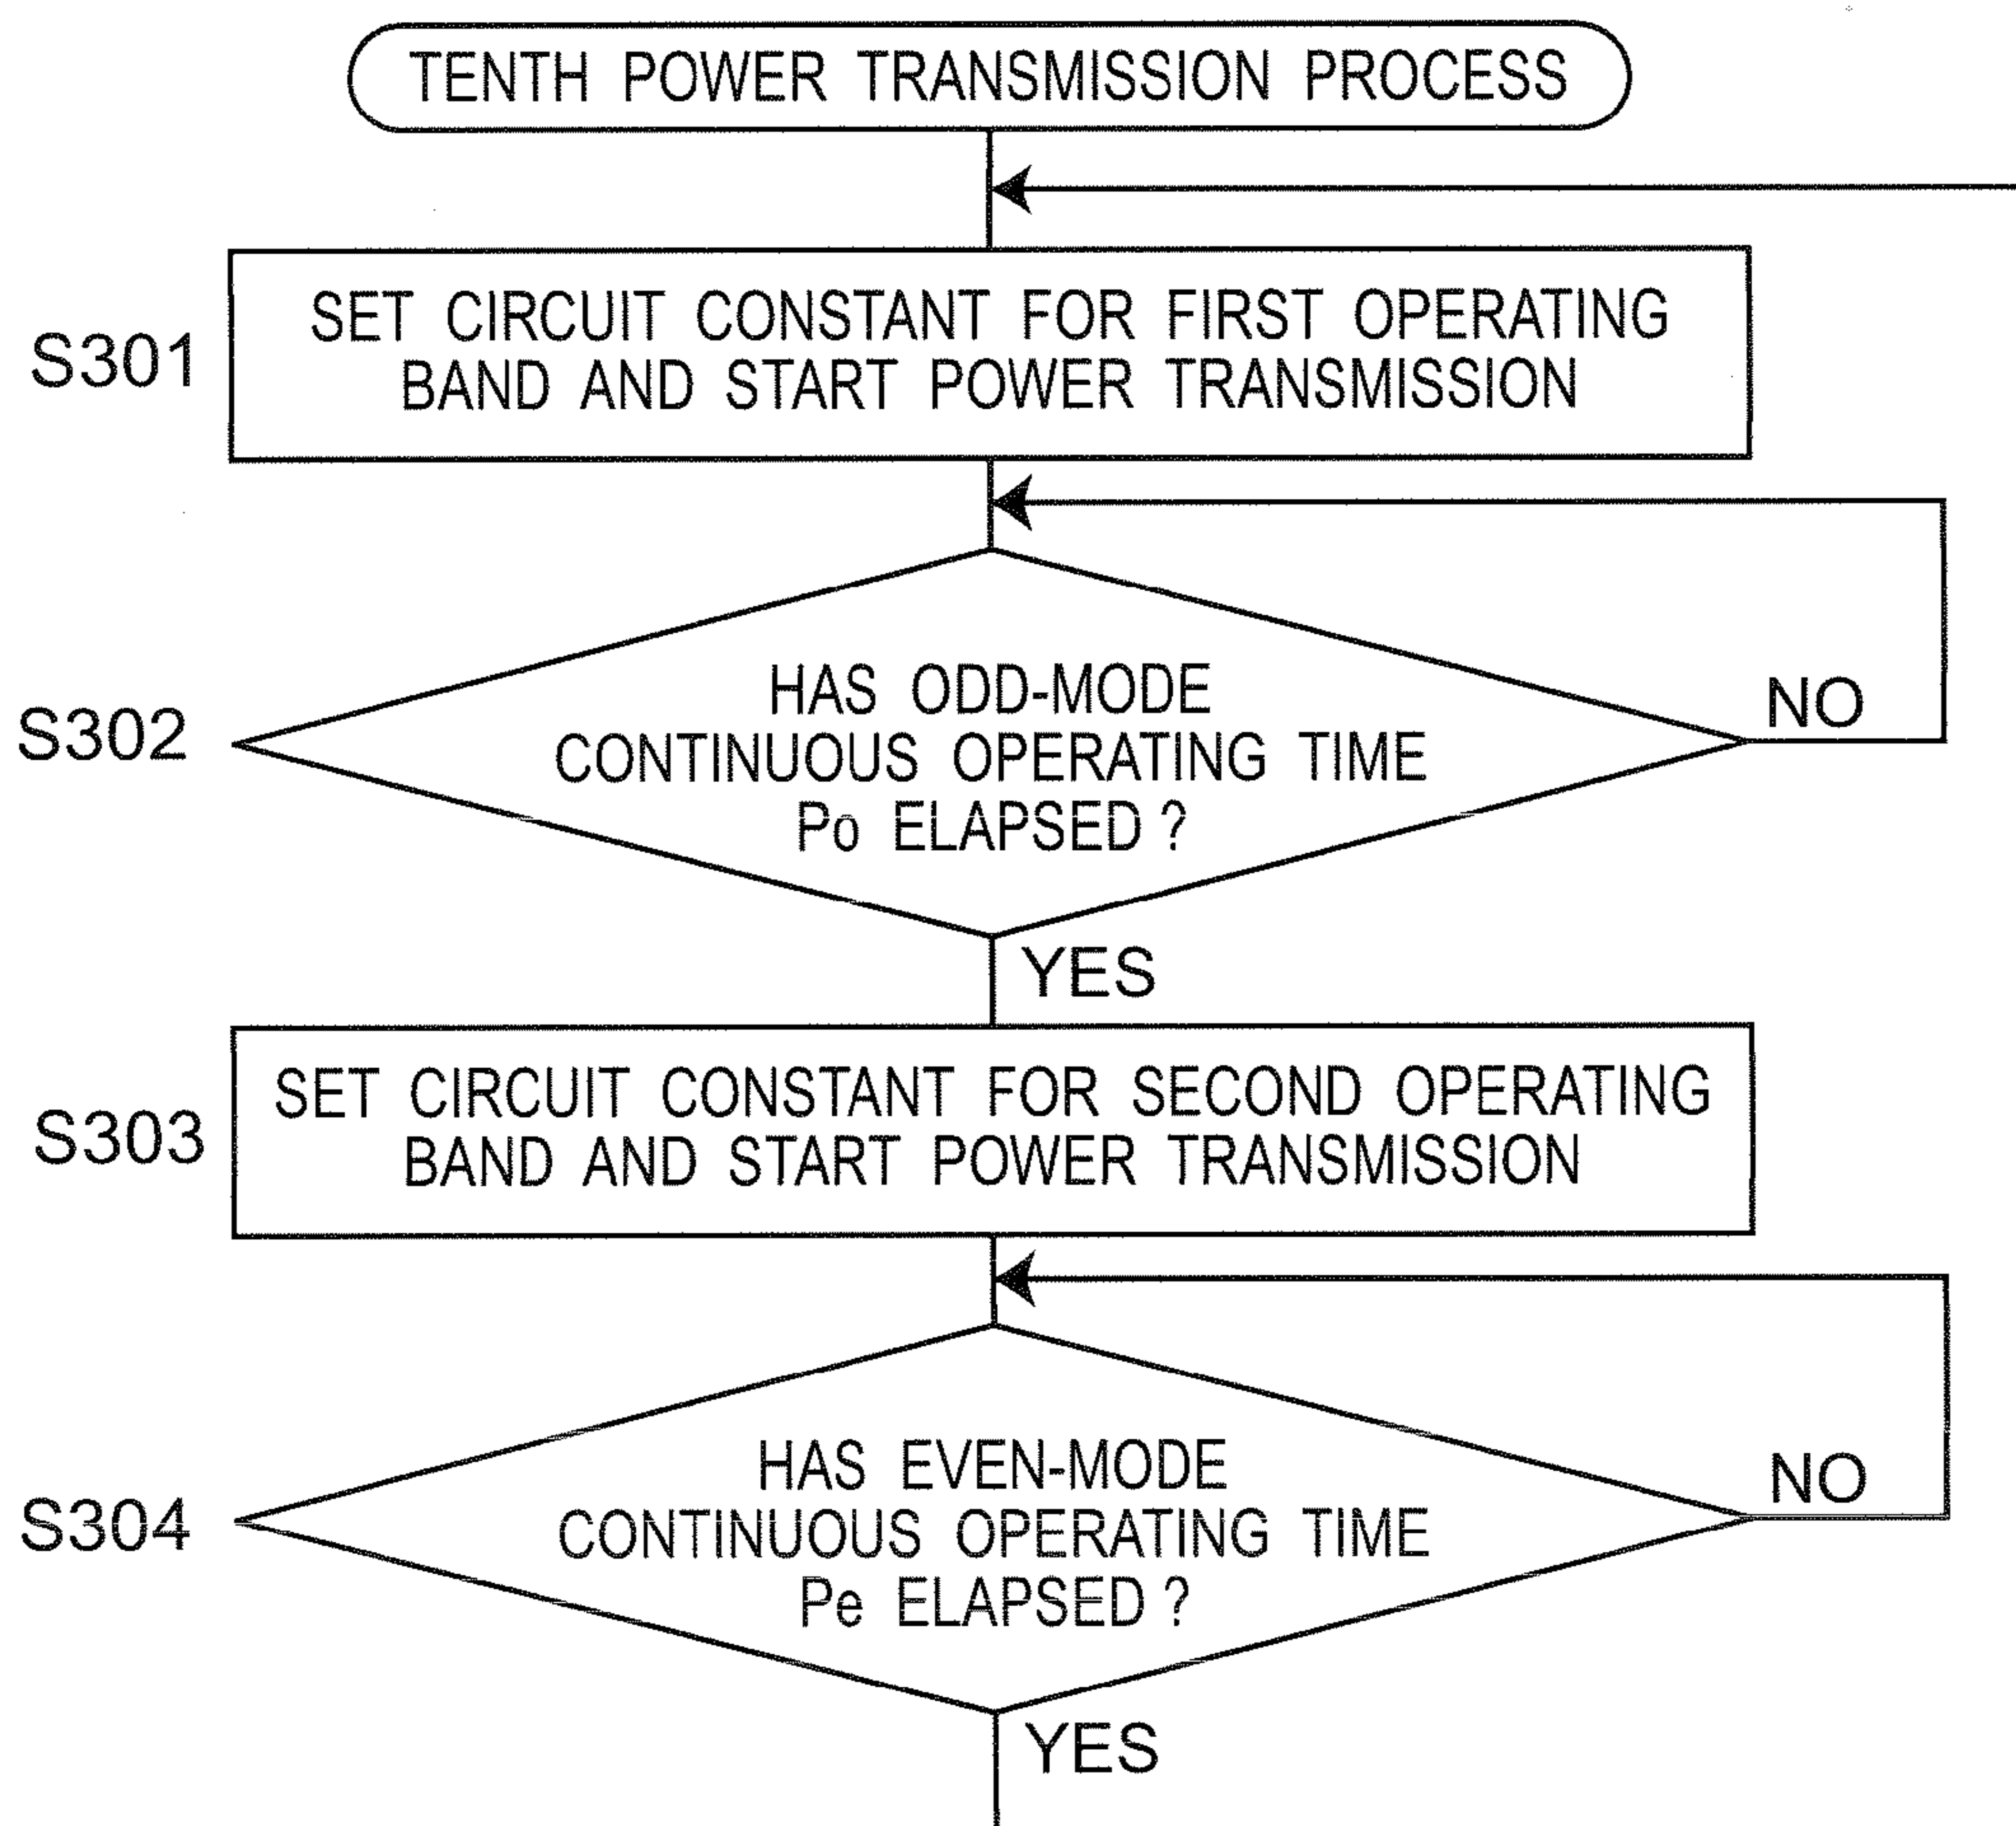 TENTH POWER TRANSMISSION PROCESS
S301
SET CIRCUIT CONSTANT FOR FIRST OPERATING
BAND AND START POWER TRANSMISSION
S302
HAS ODD-MODE
CONTINUOUS OPERATING TIME
Po ELAPSED ?
NO
YES
S303
SET CIRCUIT CONSTANT FOR SECOND OPERATING
BAND AND START POWER TRANSMISSION
S304
HAS EVEN-MODE
CONTINUOUS OPERATING TIME
Pe ELAPSED ?
NO
YES